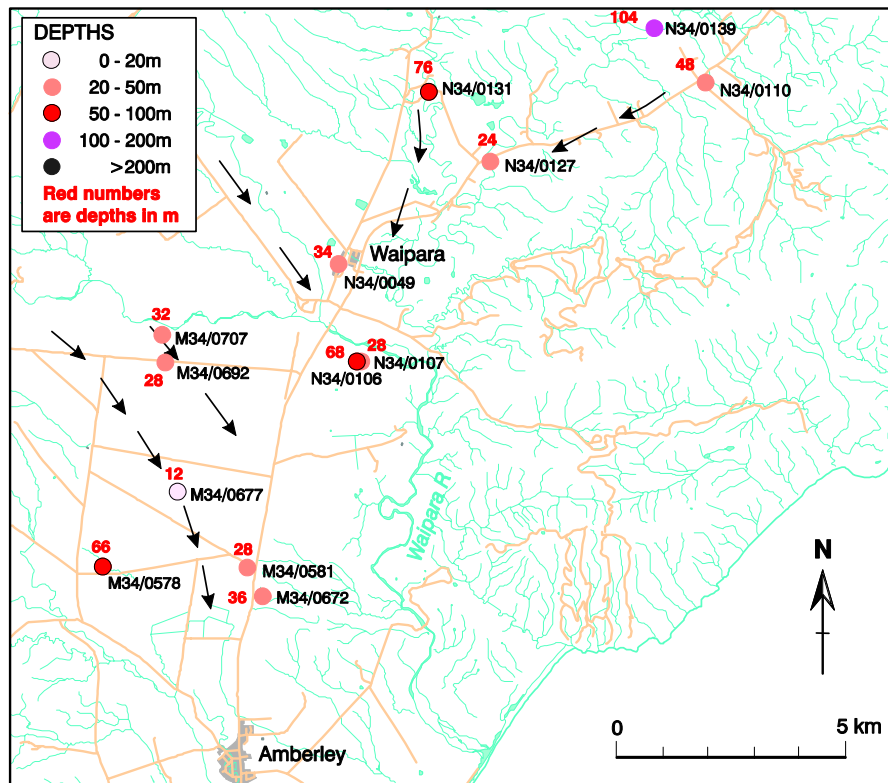 DEPTHS
0 - 20m
20 - 50m
50 - 100m
100 - 200m
>200m
Red numbers
are depths in m
104
N34/0139
48
N34/0110
76
N34/0131
24
N34/0127
34
Waipara
N34/0049
32
M34/0707
28
M34/0692
68
28
N34/0107
N34/0106
12
M34/0677
Waipara R
66
M34/0578
28
M34/0581
36
M34/0672
N
0
5 km
Amberley